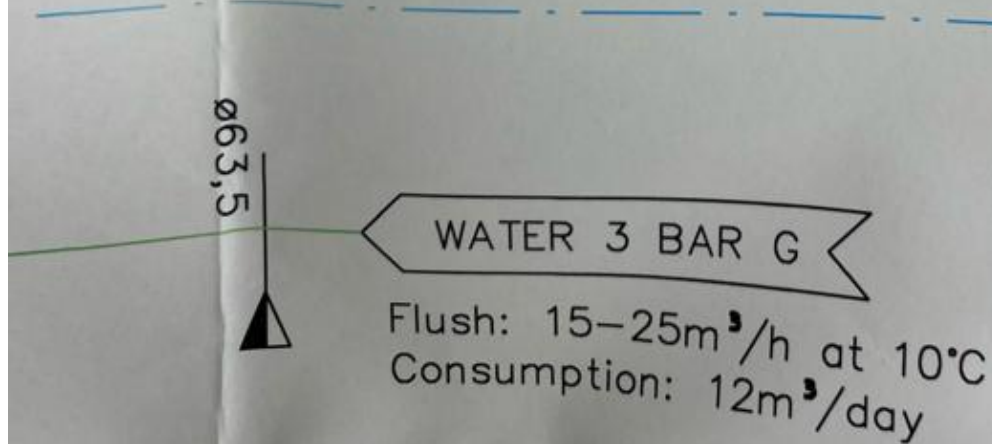 ø63,5
WATER 3 BAR G
Flush: 15–25m³/h at 10°C
Consumption: 12m³/day